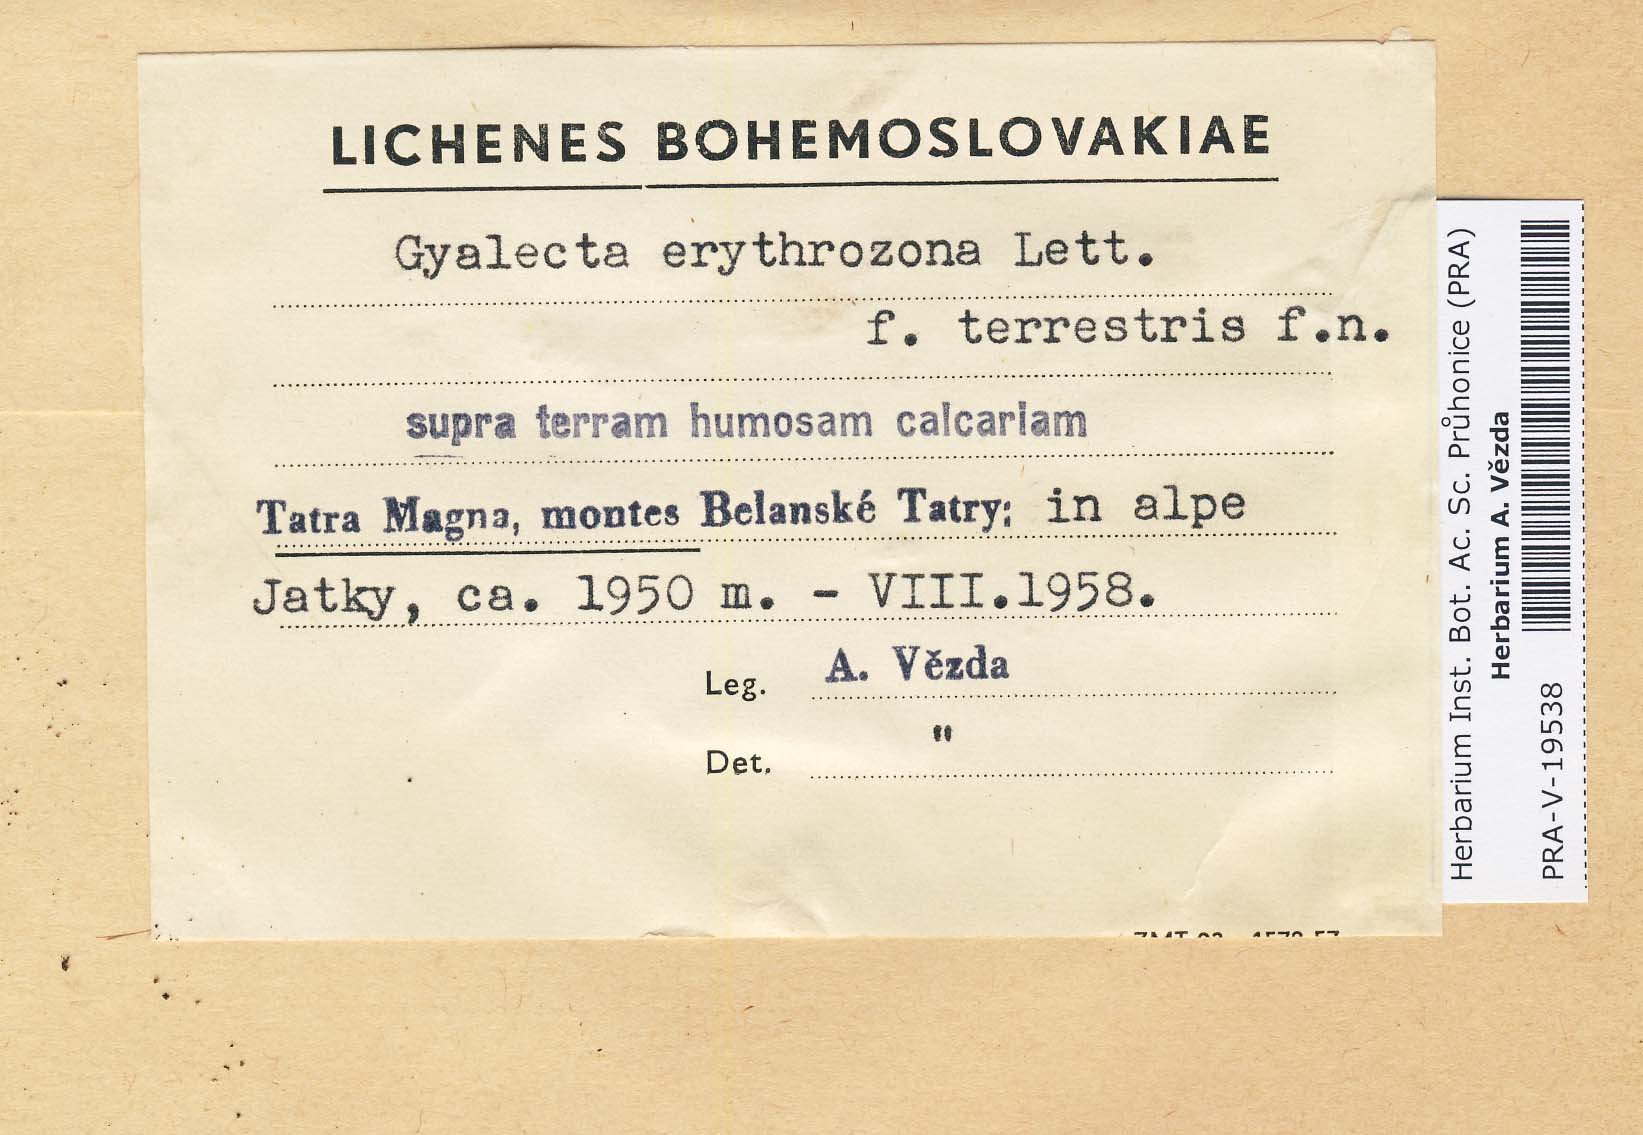 LICHENES BOHEMOSLOVAKIAE
Gyalecta erythrozona Lett.
f. terrestris f.n.
supra terram humosam calcariam
Tatra Magna, montes Belanské Tatry: in alpe
Jatky, ca. 1950 m. - VIII.1958.
Leg. A. Vězda
Det. "
Herbarium Inst. Bot. Ac. Sc. Průhonice (PRA)
Herbarium A. Vězda
PRA-V-19538